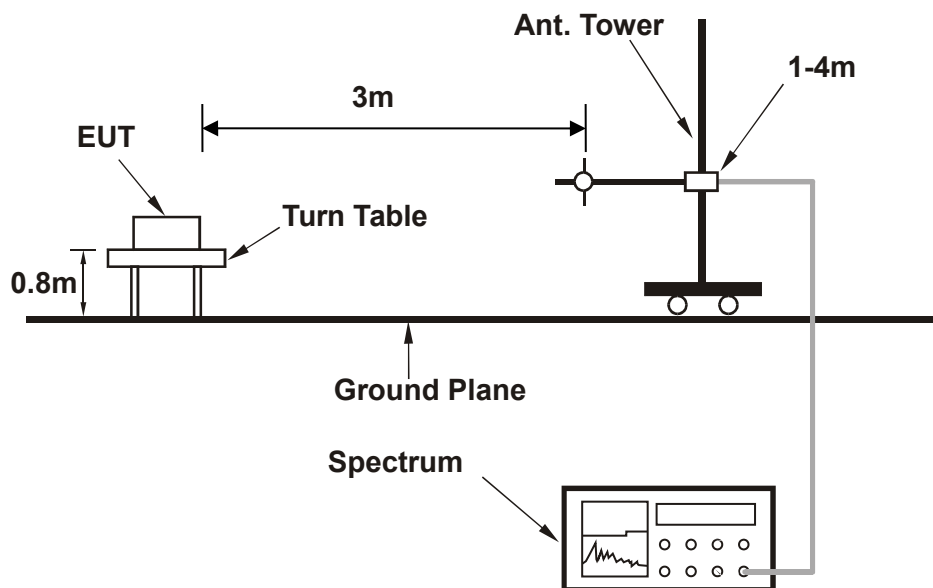 Ant. Tower
1-4m
3m
EUT
Turn Table
0.8m
Ground Plane
Spectrum